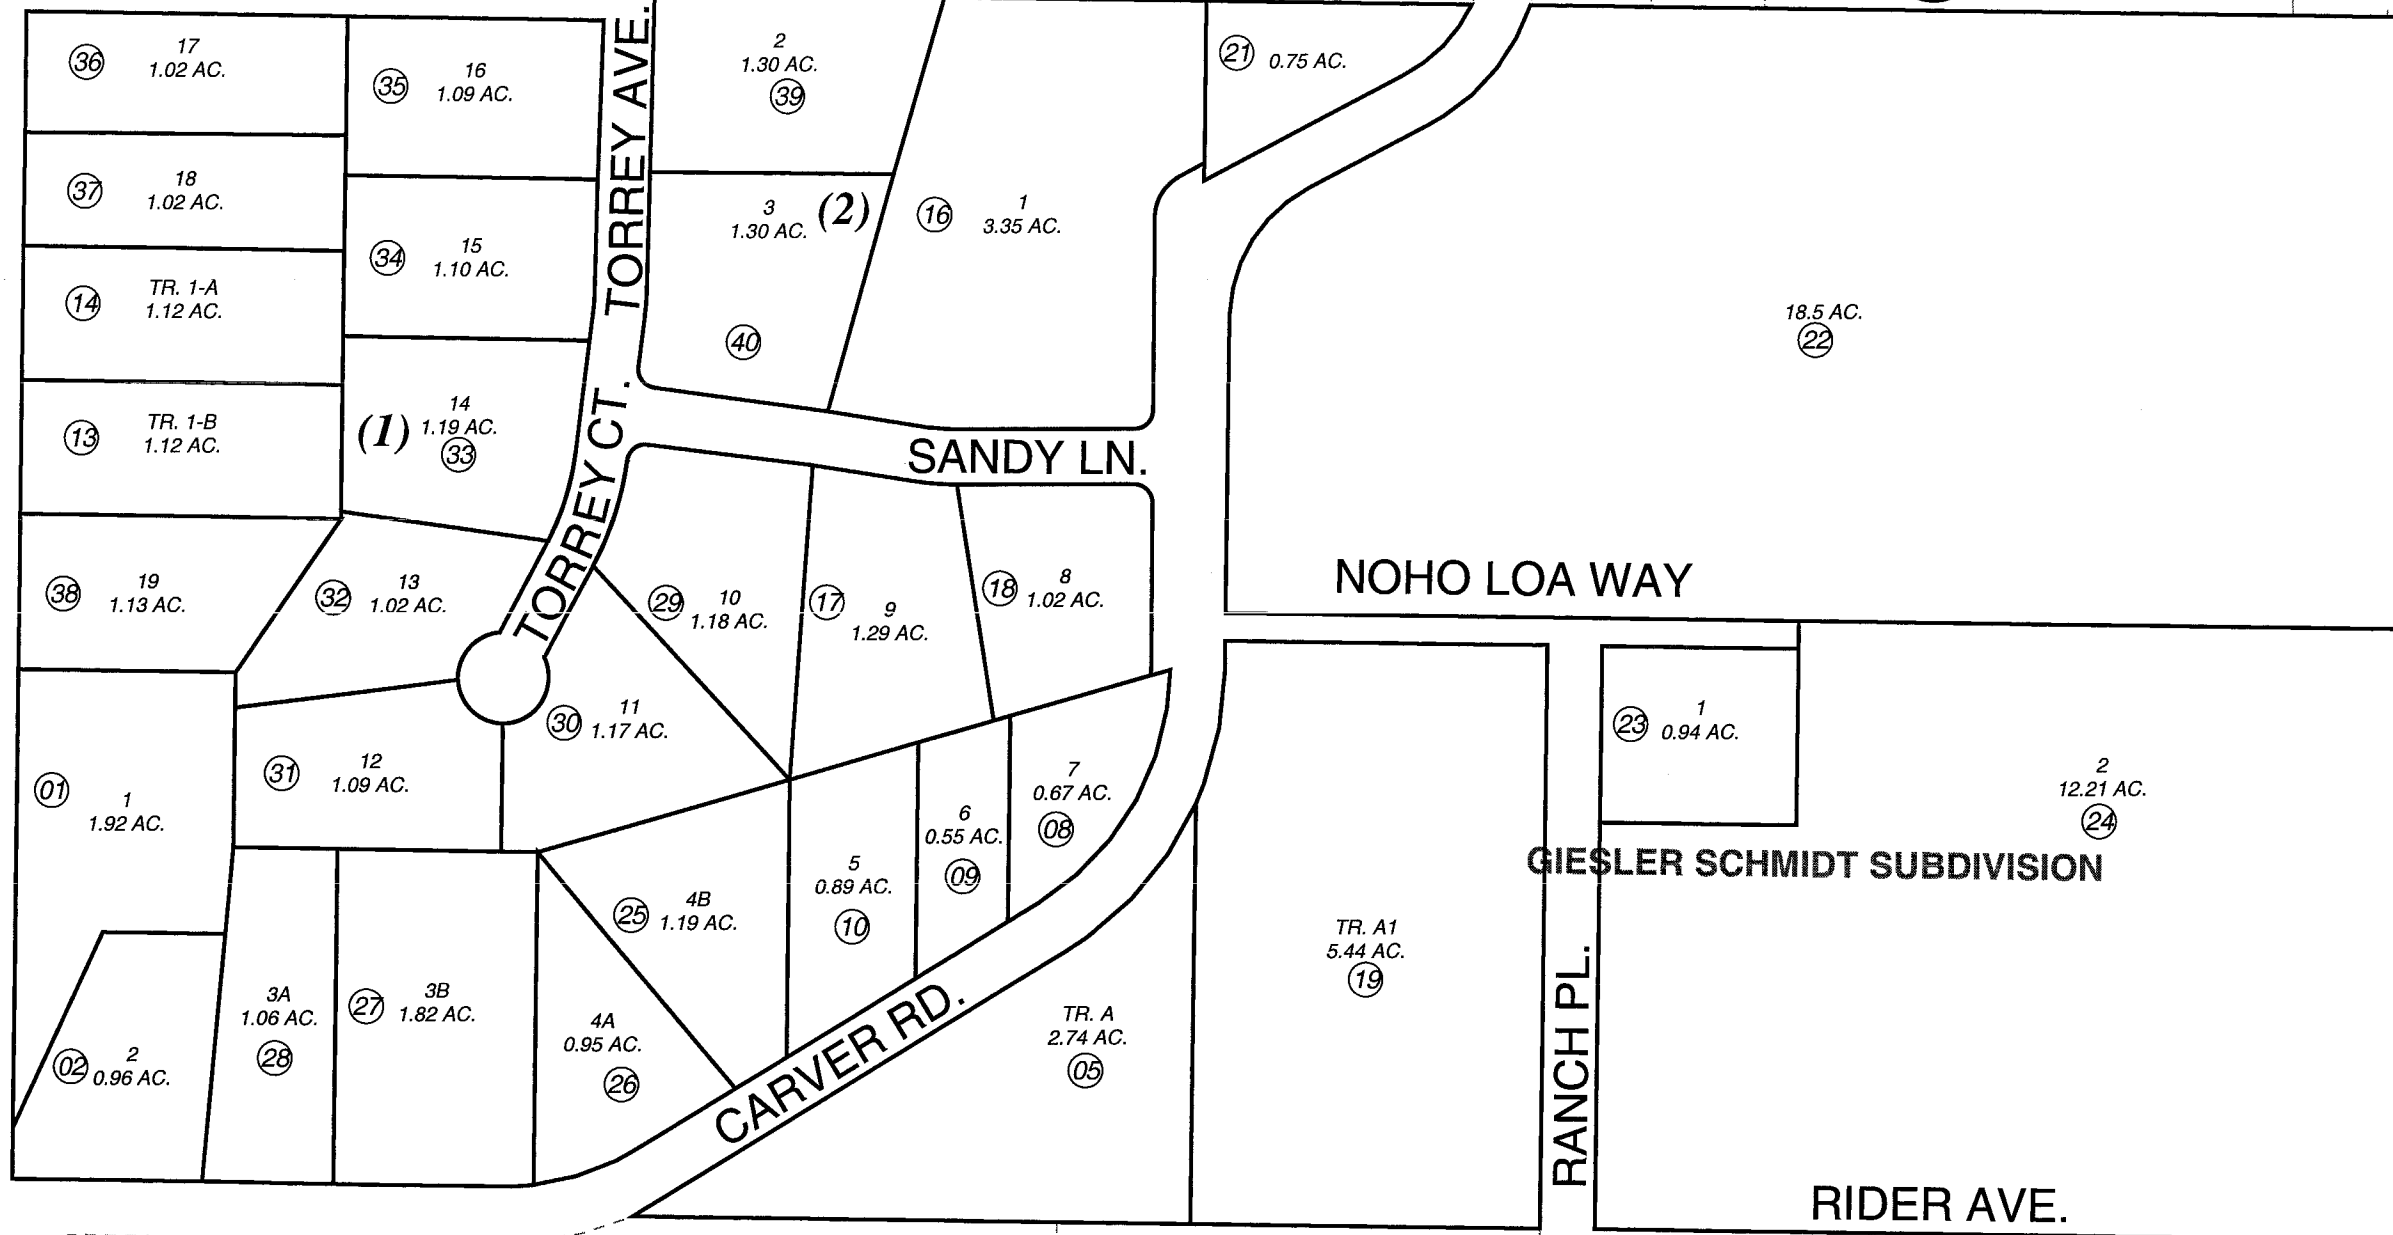 36
17
1.02 AC.
35
16
1.09 AC.
TORREY AVE.
2
1.30 AC.
39
21
0.75 AC.
37
18
1.02 AC.
34
15
1.10 AC.
3
1.30 AC.
(2)
40
16
1
3.35 AC.
18.5 AC.
22
14
TR. 1-A
1.12 AC.
13
TR. 1-B
1.12 AC.
(1)
14
1.19 AC.
33
TORREY CT.
SANDY LN.
NOHO LOA WAY
38
19
1.13 AC.
32
13
1.02 AC.
29
10
1.18 AC.
17
9
1.29 AC.
18
8
1.02 AC.
30
11
1.17 AC.
31
12
1.09 AC.
01
1
1.92 AC.
23
1
0.94 AC.
2
12.21 AC.
24
GIESLER SCHMIDT SUBDIVISION
7
0.67 AC.
08
6
0.55 AC.
09
5
0.89 AC.
10
25
4B
1.19 AC.
TR. A1
5.44 AC.
19
02
2
0.96 AC.
3A
1.06 AC.
28
27
3B
1.82 AC.
4A
0.95 AC.
26
CARVER RD.
TR. A
2.74 AC.
05
RANCH PL.
RIDER AVE.